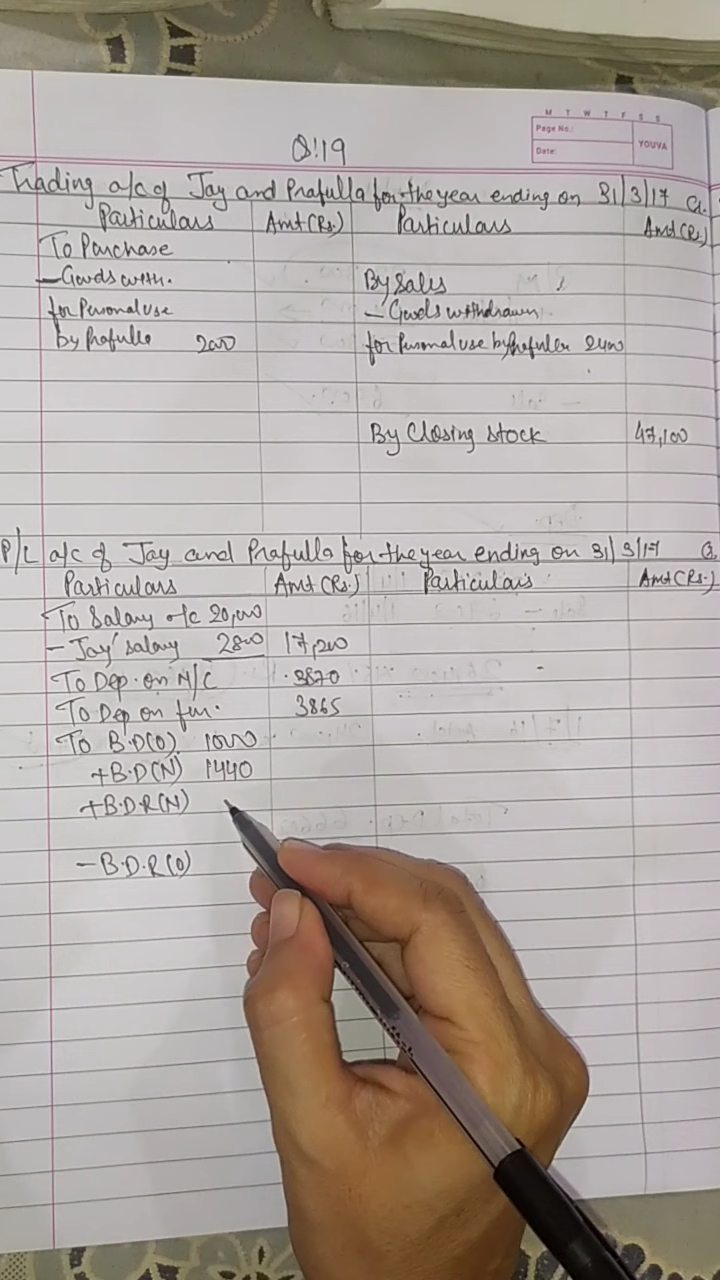 M T W T F S S
Page No.:
Date:
YOUVA
Q:19
Trading a/c of Jay and Prafulla for the year ending on 31/3/17 Cr.
Particulars Amt(Rs.) Particulars Amt(Rs.)
To Purchase
– Goods with. By Sales
for Personal Use – Goods withdrawn
by Prafulla 2000 for Personal use by Prafulla 2400
By Closing Stock 47,100
P/L a/c of Jay and Prafulla for the year ending on 31/3/17 Cr.
Particulars Amt(Rs.) Particulars Amt(Rs.)
To Salary a/c 20,000
– Jay' salary 2800 17,200
To Dep. on M/C 3870
To Dep on fur. 3865
To B.D(O) 1000
+B.D(N) 1440
+B.D.R(N)
– B.D.R(O)